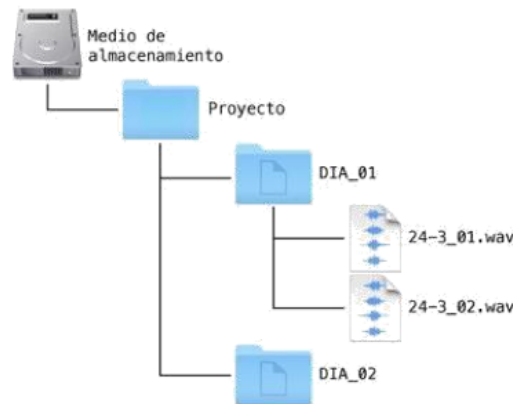 Medio de
almacenamiento
Proyecto
DIA_01
24-3_01.wav
24-3_02.wav
DIA_02